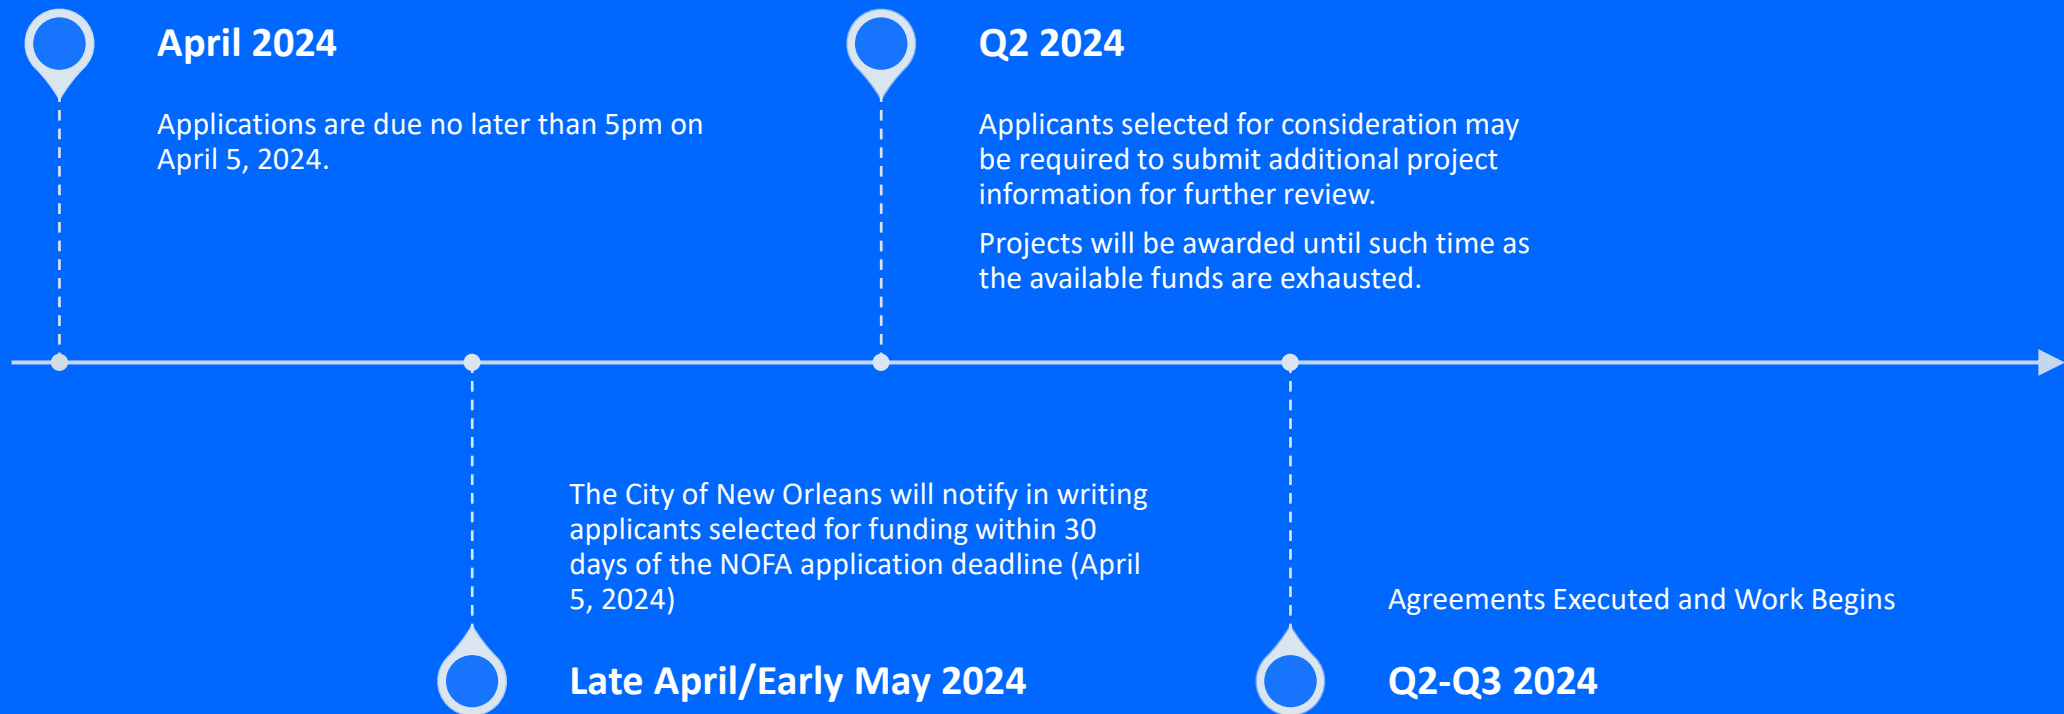 April 2024
Applications are due no later than 5pm on
April 5, 2024.
Q2 2024
Applicants selected for consideration may
be required to submit additional project
information for further review.
Projects will be awarded until such time as
the available funds are exhausted.
The City of New Orleans will notify in writing
applicants selected for funding within 30
days of the NOFA application deadline (April
5, 2024)
Late April/Early May 2024
Agreements Executed and Work Begins
Q2-Q3 2024